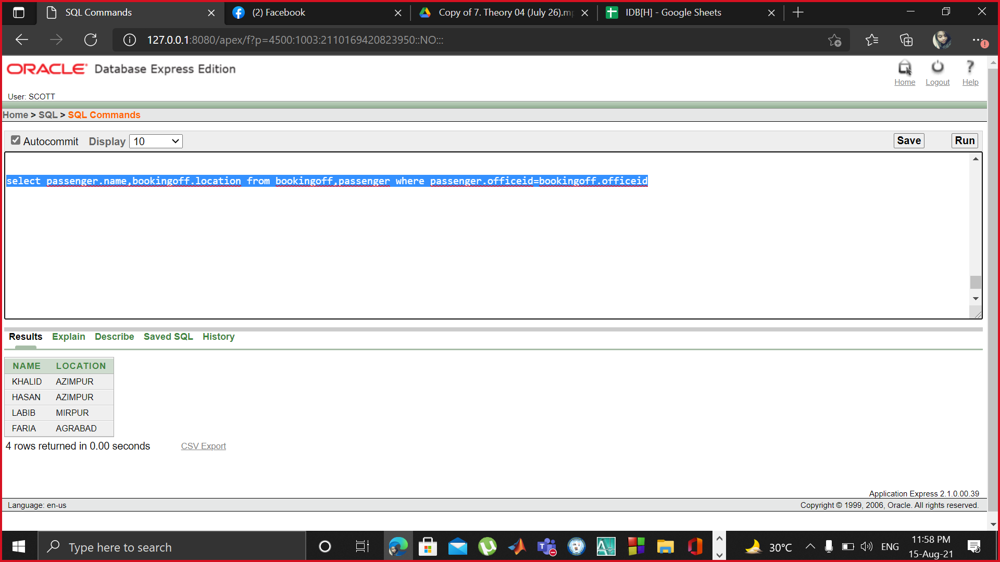 SQL Commands
(2) Facebook
Copy of 7. Theory 04 (July 26).mp
IDB[H] - Google Sheets
127.0.0.1:8080/apex/f?p=4500:1003:2110169420823950::NO:::
ORACLE Database Express Edition
Home Logout Help
User: SCOTT
Home > SQL > SQL Commands
Autocommit Display 10 Save Run
select passenger.name,bookingoff.location from bookingoff,passenger where passenger.officeid=bookingoff.officeid
Results Explain Describe Saved SQL History
NAME LOCATION
KHALID AZIMPUR
HASAN AZIMPUR
LABIB MIRPUR
FARIA AGRABAD
4 rows returned in 0.00 seconds CSV Export
Application Express 2.1.0.00.39
Language: en-us Copyright © 1999, 2006, Oracle. All rights reserved.
Type here to search
30°C
ENG
11:58 PM
15-Aug-21